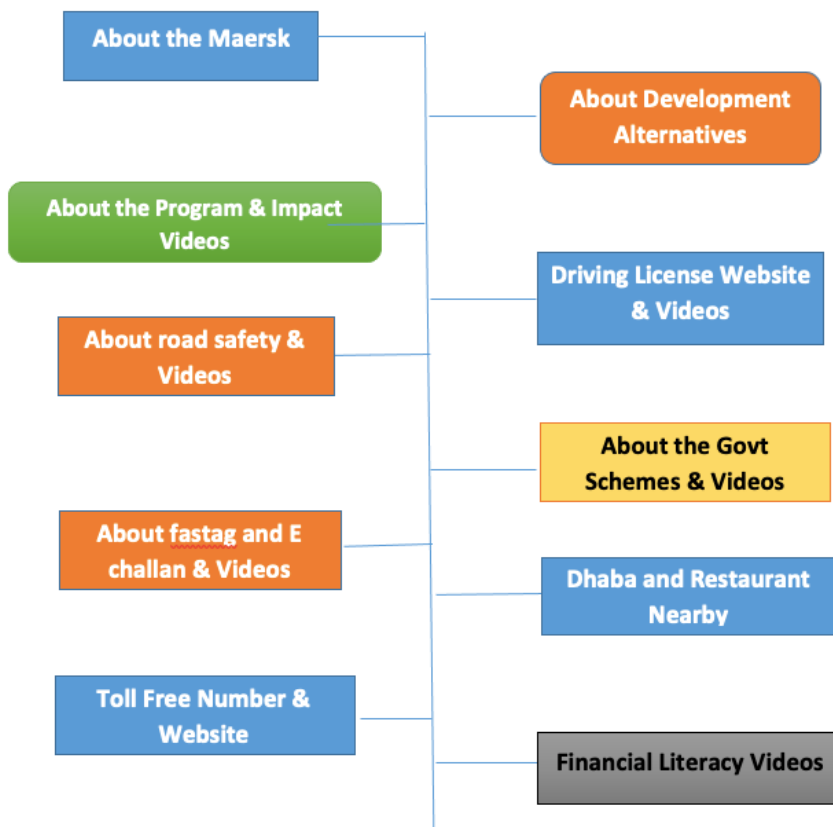 About the Maersk
About Development
Alternatives
About the Program & Impact
Videos
Driving License Website
& Videos
About road safety &
Videos
About the Govt
Schemes & Videos
About fastag and E
challan & Videos
Dhaba and Restaurant
Nearby
Toll Free Number &
Website
Financial Literacy Videos